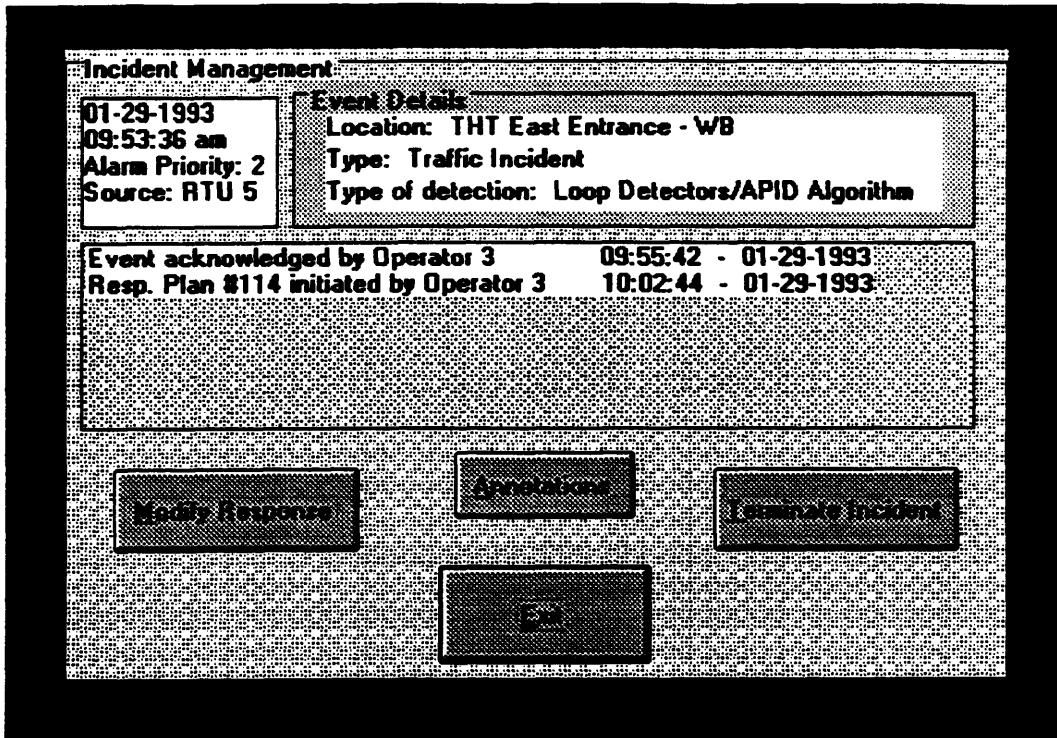 Incident Management
01-29-1993
09:53:36 am
Alarm Priority: 2
Source: RTU 5
Event Details
Location: THT East Entrance - WB
Type: Traffic Incident
Type of detection: Loop Detectors/APID Algorithm
Event acknowledged by Operator 3 09:55:42 - 01-29-1993
Resp. Plan #114 initiated by Operator 3 10:02:44 - 01-29-1993
Modify Response
Annotations
Terminate Incident
Exit